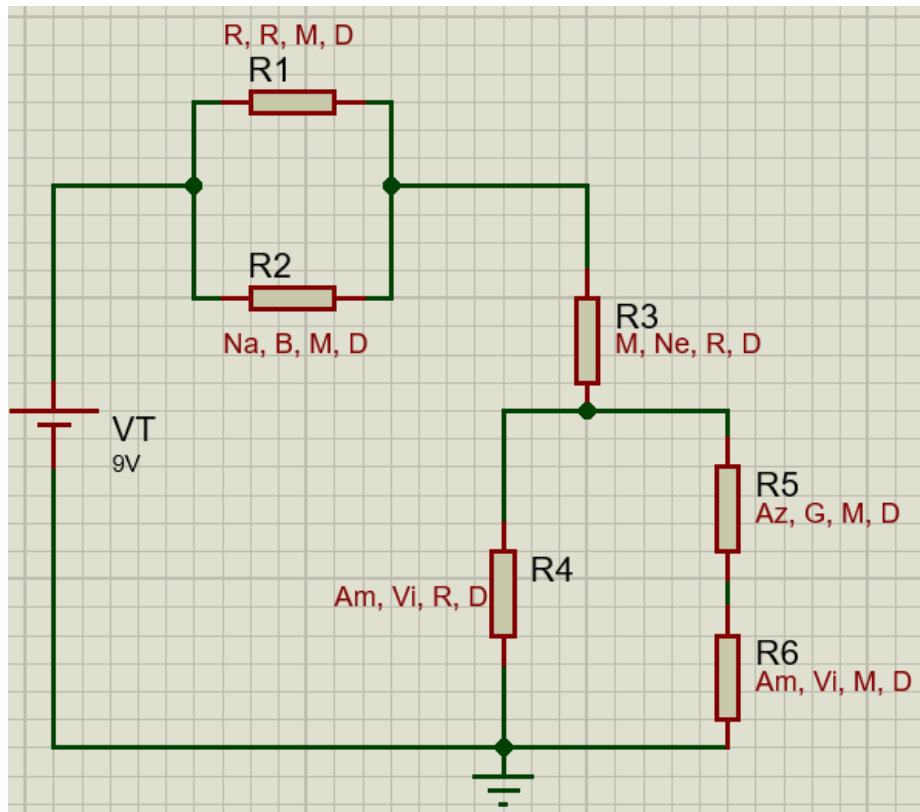 R, R, M, D
R1
R2
Na, B, M, D
R3
M, Ne, R, D
VT
9V
R4
Am, Vi, R, D
R5
Az, G, M, D
R6
Am, Vi, M, D